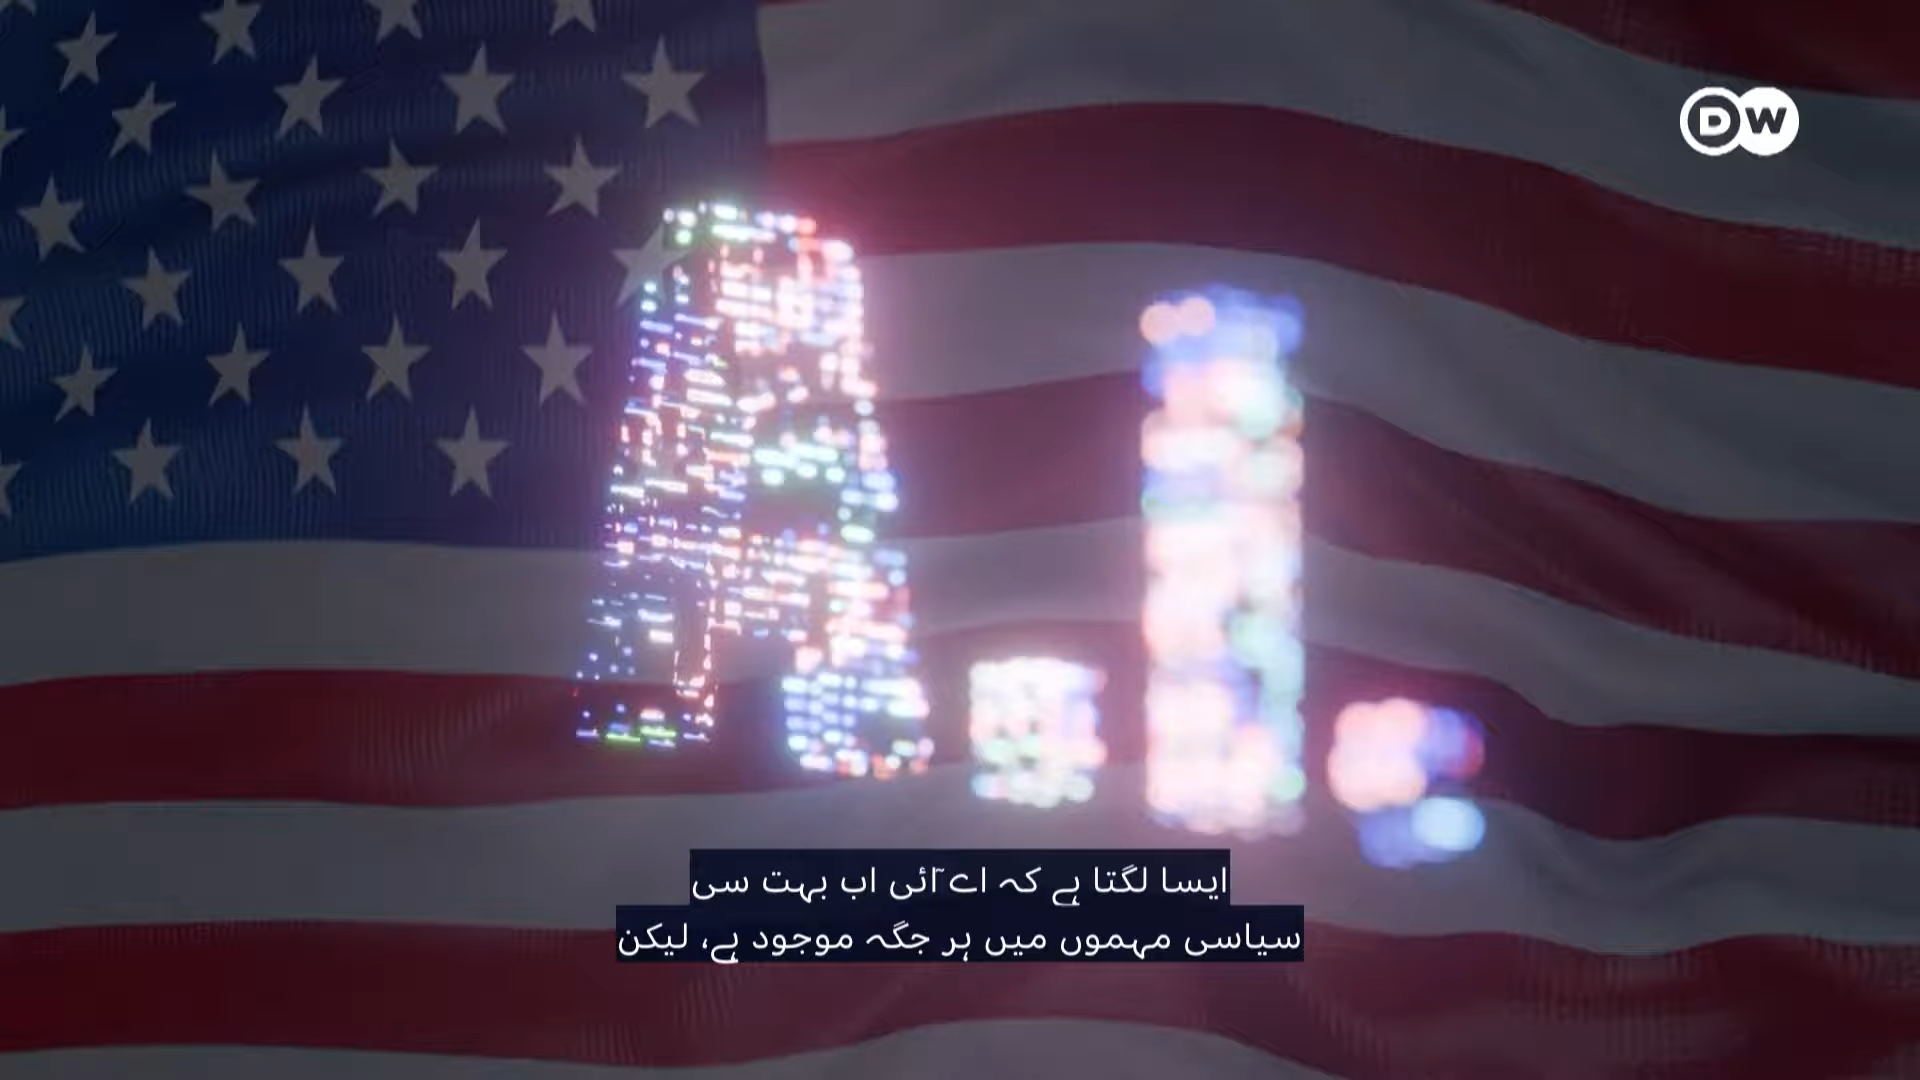 DW
A.I.
ایسا لگتا ہے کہ اے آئی اب بہت سی
سیاسی مہموں میں ہر جگہ موجود ہے، لیکن